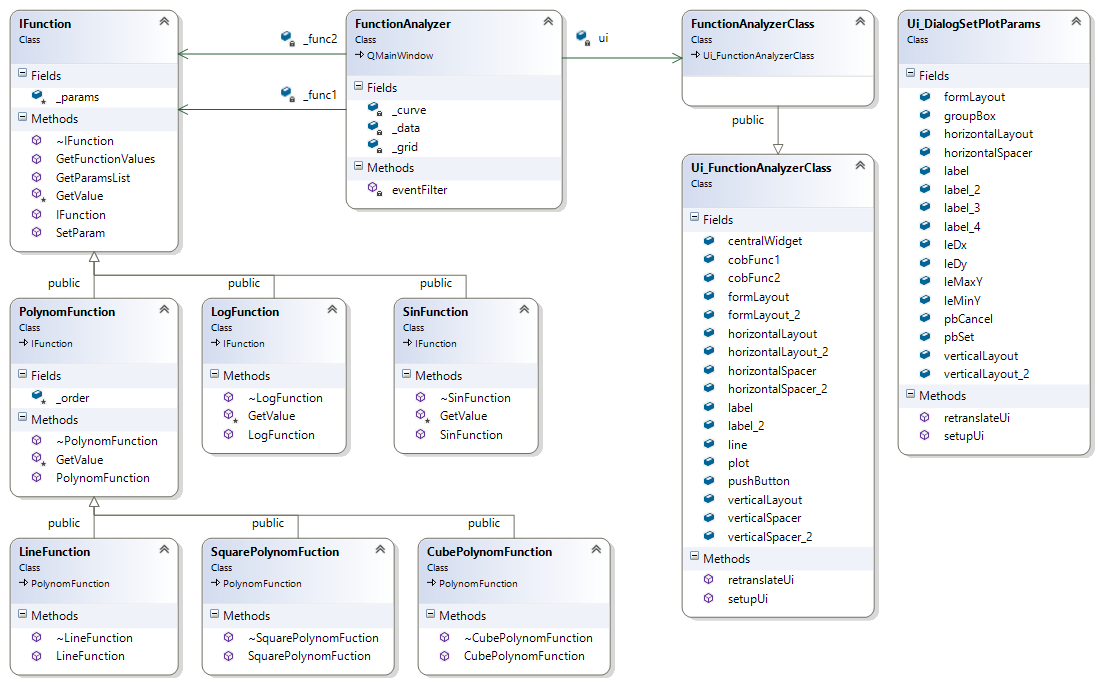 IFunction
Class
Fields
_params
Methods
~IFunction
GetFunctionValues
GetParamsList
GetValue
IFunction
SetParam
_func2
_func1
FunctionAnalyzer
Class
QMainWindow
Fields
_curve
_data
_grid
Methods
eventFilter
ui
FunctionAnalyzerClass
Class
Ui_FunctionAnalyzerClass
public
Ui_FunctionAnalyzerClass
Class
Fields
centralWidget
cobFunc1
cobFunc2
formLayout
formLayout_2
horizontalLayout
horizontalLayout_2
horizontalSpacer
horizontalSpacer_2
label
label_2
line
plot
pushButton
verticalLayout
verticalSpacer
verticalSpacer_2
Methods
retranslateUi
setupUi
Ui_DialogSetPlotParams
Class
Fields
formLayout
groupBox
horizontalLayout
horizontalSpacer
label
label_2
label_3
label_4
leDx
leDy
leMaxY
leMinY
pbCancel
pbSet
verticalLayout
verticalLayout_2
Methods
retranslateUi
setupUi
public
public
public
PolynomFunction
Class
IFunction
Fields
_order
Methods
~PolynomFunction
GetValue
PolynomFunction
LogFunction
Class
IFunction
Methods
~LogFunction
GetValue
LogFunction
SinFunction
Class
IFunction
Methods
~SinFunction
GetValue
SinFunction
public
public
public
LineFunction
Class
PolynomFunction
Methods
~LineFunction
LineFunction
SquarePolynomFuction
Class
PolynomFunction
Methods
~SquarePolynomFuction
SquarePolynomFuction
CubePolynomFunction
Class
PolynomFunction
Methods
~CubePolynomFunction
CubePolynomFunction